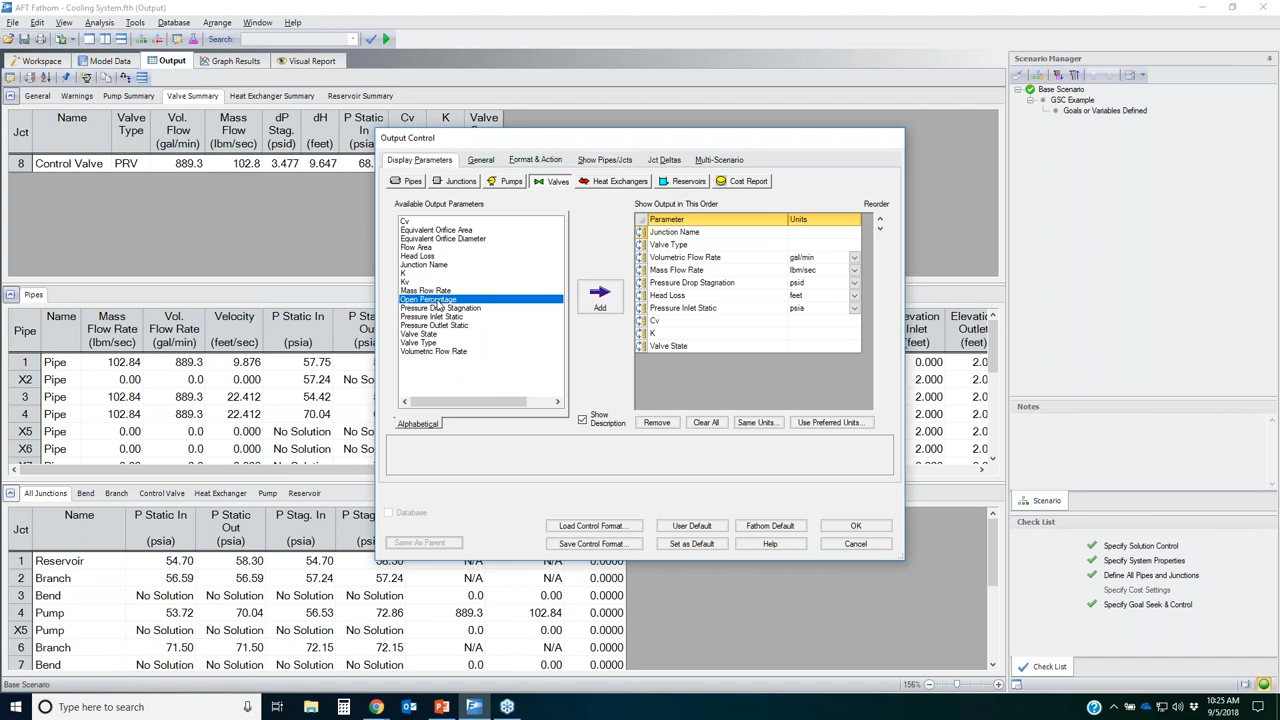 AFT Fathom - Cooling System.fth (Output)
File Edit View Analysis Tools Database Arrange Window Help
Search:
Workspace Model Data Output Graph Results Visual Report
General Warnings Pump Summary Valve Summary Heat Exchanger Summary Reservoir Summary
Jct Name Valve Type Vol. Flow (gal/min) Mass Flow (lbm/sec) dP Stag. (psid) dH (feet) P Static In (psia Cv K Valve
8 Control Valve PRV 889.3 102.8 3.477 9.647 68.
Output Control
Display Parameters General Format & Action Show Pipes/Jcts Jct Deltas Multi-Scenario
Pipes Junctions Pumps Valves Heat Exchangers Reservoirs Cost Report
Available Output Parameters
Cv
Equivalent Orifice Area
Equivalent Orifice Diameter
Flow Area
Head Loss
Junction Name
K
Kv
Mass Flow Rate
Open Percentage
Pressure Drop Stagnation
Pressure Inlet Static
Pressure Outlet Static
Valve State
Valve Type
Volumetric Flow Rate
Alphabetical
Add
Show Description
Show Output in This Order Reorder
Parameter Units
Junction Name
Valve Type
Volumetric Flow Rate gal/min
Mass Flow Rate lbm/sec
Pressure Drop Stagnation psid
Head Loss feet
Pressure Inlet Static psia
Cv
K
Valve State
Remove Clear All Same Units... Use Preferred Units...
Database
Same As Parent
Load Control Format... User Default Fathom Default OK
Save Control Format... Set as Default Help Cancel
Pipes
Pipe Name Mass Flow Rate (lbm/sec) Vol. Flow Rate (gal/min) Velocity (feet/sec) P Static In (psia) P St Elevation Inlet Elevation Outlet
1 Pipe 102.84 889.3 9.876 57.75 0.000 2.0
X2 Pipe 0.00 0.00 57.24 No So 2.000 2.0
3 Pipe 102.84 889.3 22.412 54.42 2.000 2.0
4 Pipe 102.84 889.3 22.412 70.04 2.000 2.0
X5 Pipe 0.00 0.00 No Solution No So 2.000 2.0
X6 Pipe 0.00 0.00 No Solution No So 2.000 2.0
All Junctions Bend Branch Control Valve Heat Exchanger Pump Reservoir
Jct Name P Static In (psia) P Static Out (psia) P Stag. In (psia) P Stag
1 Reservoir 54.70 58.30 54.70 58.30 N/A N/A 0.0000
2 Branch 56.59 56.59 57.24 57.24 N/A N/A 0.0000
3 Bend No Solution No Solution No Solution No Solution 0.0 0.00 0.0000
4 Pump 53.72 70.04 56.53 72.86 889.3 102.84 0.0000
X5 Pump No Solution No Solution No Solution No Solution 0.0 0.00 0.0000
6 Branch 71.50 71.50 72.15 72.15 N/A N/A 0.0000
7 Bend No Solution No Solution No Solution No Solution 0.0 0.00 0.0000
Base Scenario 156%
Scenario Manager
Base Scenario
GSC Example
Goals or Variables Defined
Notes
Scenario
Check List
Specify Solution Control
Specify System Properties
Define All Pipes and Junctions
Specify Cost Settings
Specify Goal Seek & Control
Check List
Type here to search
10:25 AM
9/5/2018